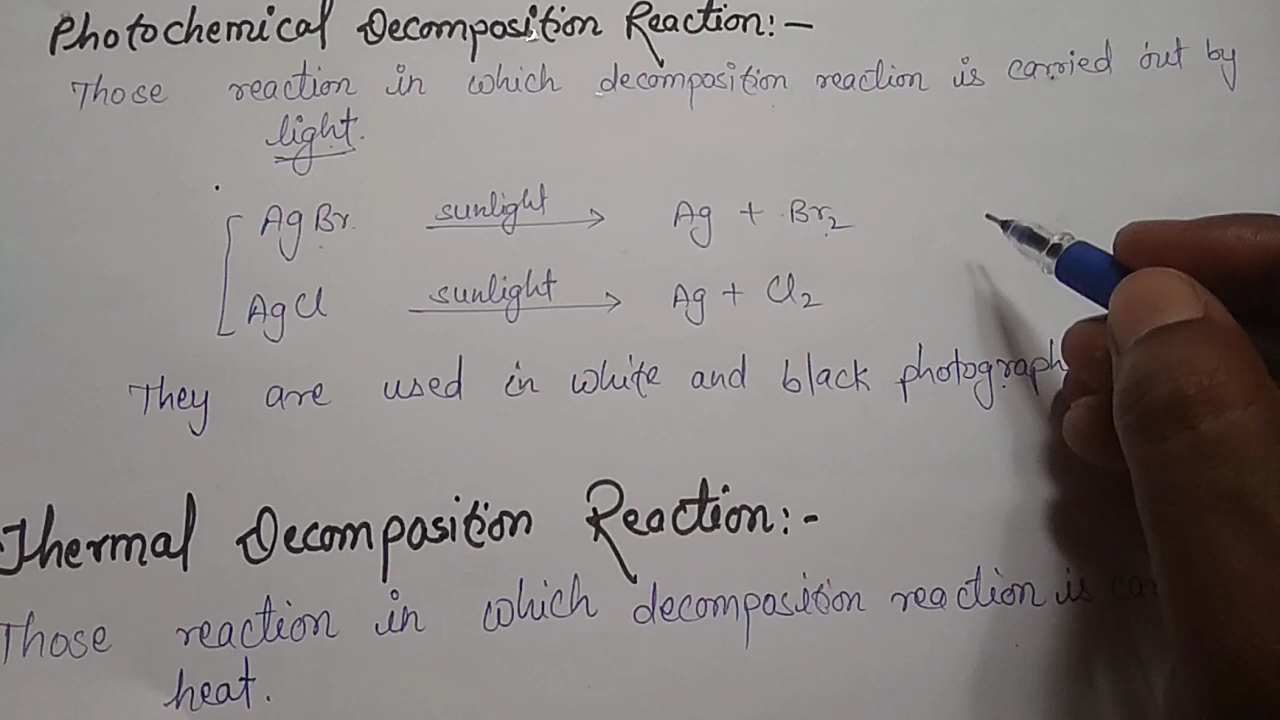 Photochemical Decomposition Reaction:-
Those reaction in which decomposition reaction is carried out by
light.
AgBr sunlight → Ag + Br₂
AgCl sunlight → Ag + Cl₂
They are used in white and black photograph
Thermal Decomposition Reaction:-
Those reaction in which decomposition reaction is
heat.